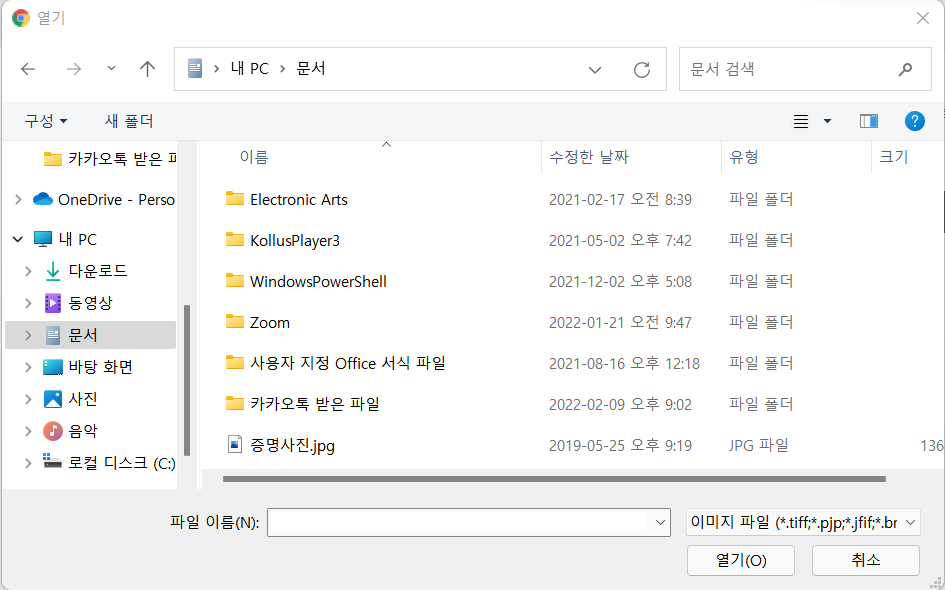 열기
내 PC > 문서
문서 검색
구성
새 폴더
이름 수정한 날짜 유형 크기
카카오톡 받은
OneDrive - Perso
내 PC
다운로드
동영상
문서
바탕 화면
사진
음악
로컬 디스크 (C:)
Electronic Arts 2021-02-17 오전 8:39 파일 폴더
KollusPlayer3 2021-05-02 오후 7:42 파일 폴더
WindowsPowerShell 2021-12-02 오후 5:08 파일 폴더
Zoom 2022-01-21 오전 9:47 파일 폴더
사용자 지정 Office 서식 파일 2021-08-16 오후 12:18 파일 폴더
카카오톡 받은 파일 2022-02-09 오후 9:02 파일 폴더
증명사진.jpg 2019-05-25 오후 9:19 JPG 파일 136
파일 이름(N):
이미지 파일 (*.tiff;*.pjp;*.jfif;*.br
열기(O)
취소